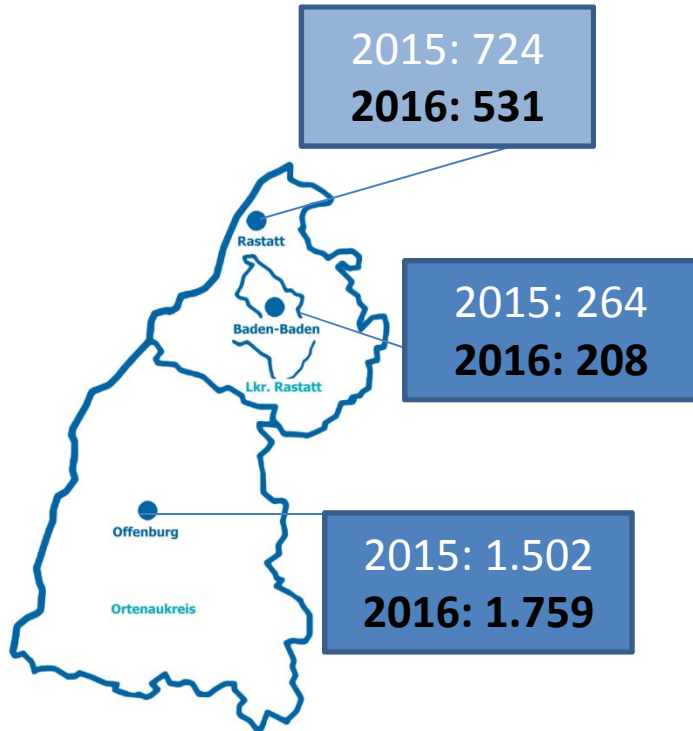 2015: 724
2016: 531
Rastatt
2015: 264
2016: 208
Baden-Baden
Lkr. Rastatt
Offenburg
2015: 1.502
2016: 1.759
Ortenaukreis